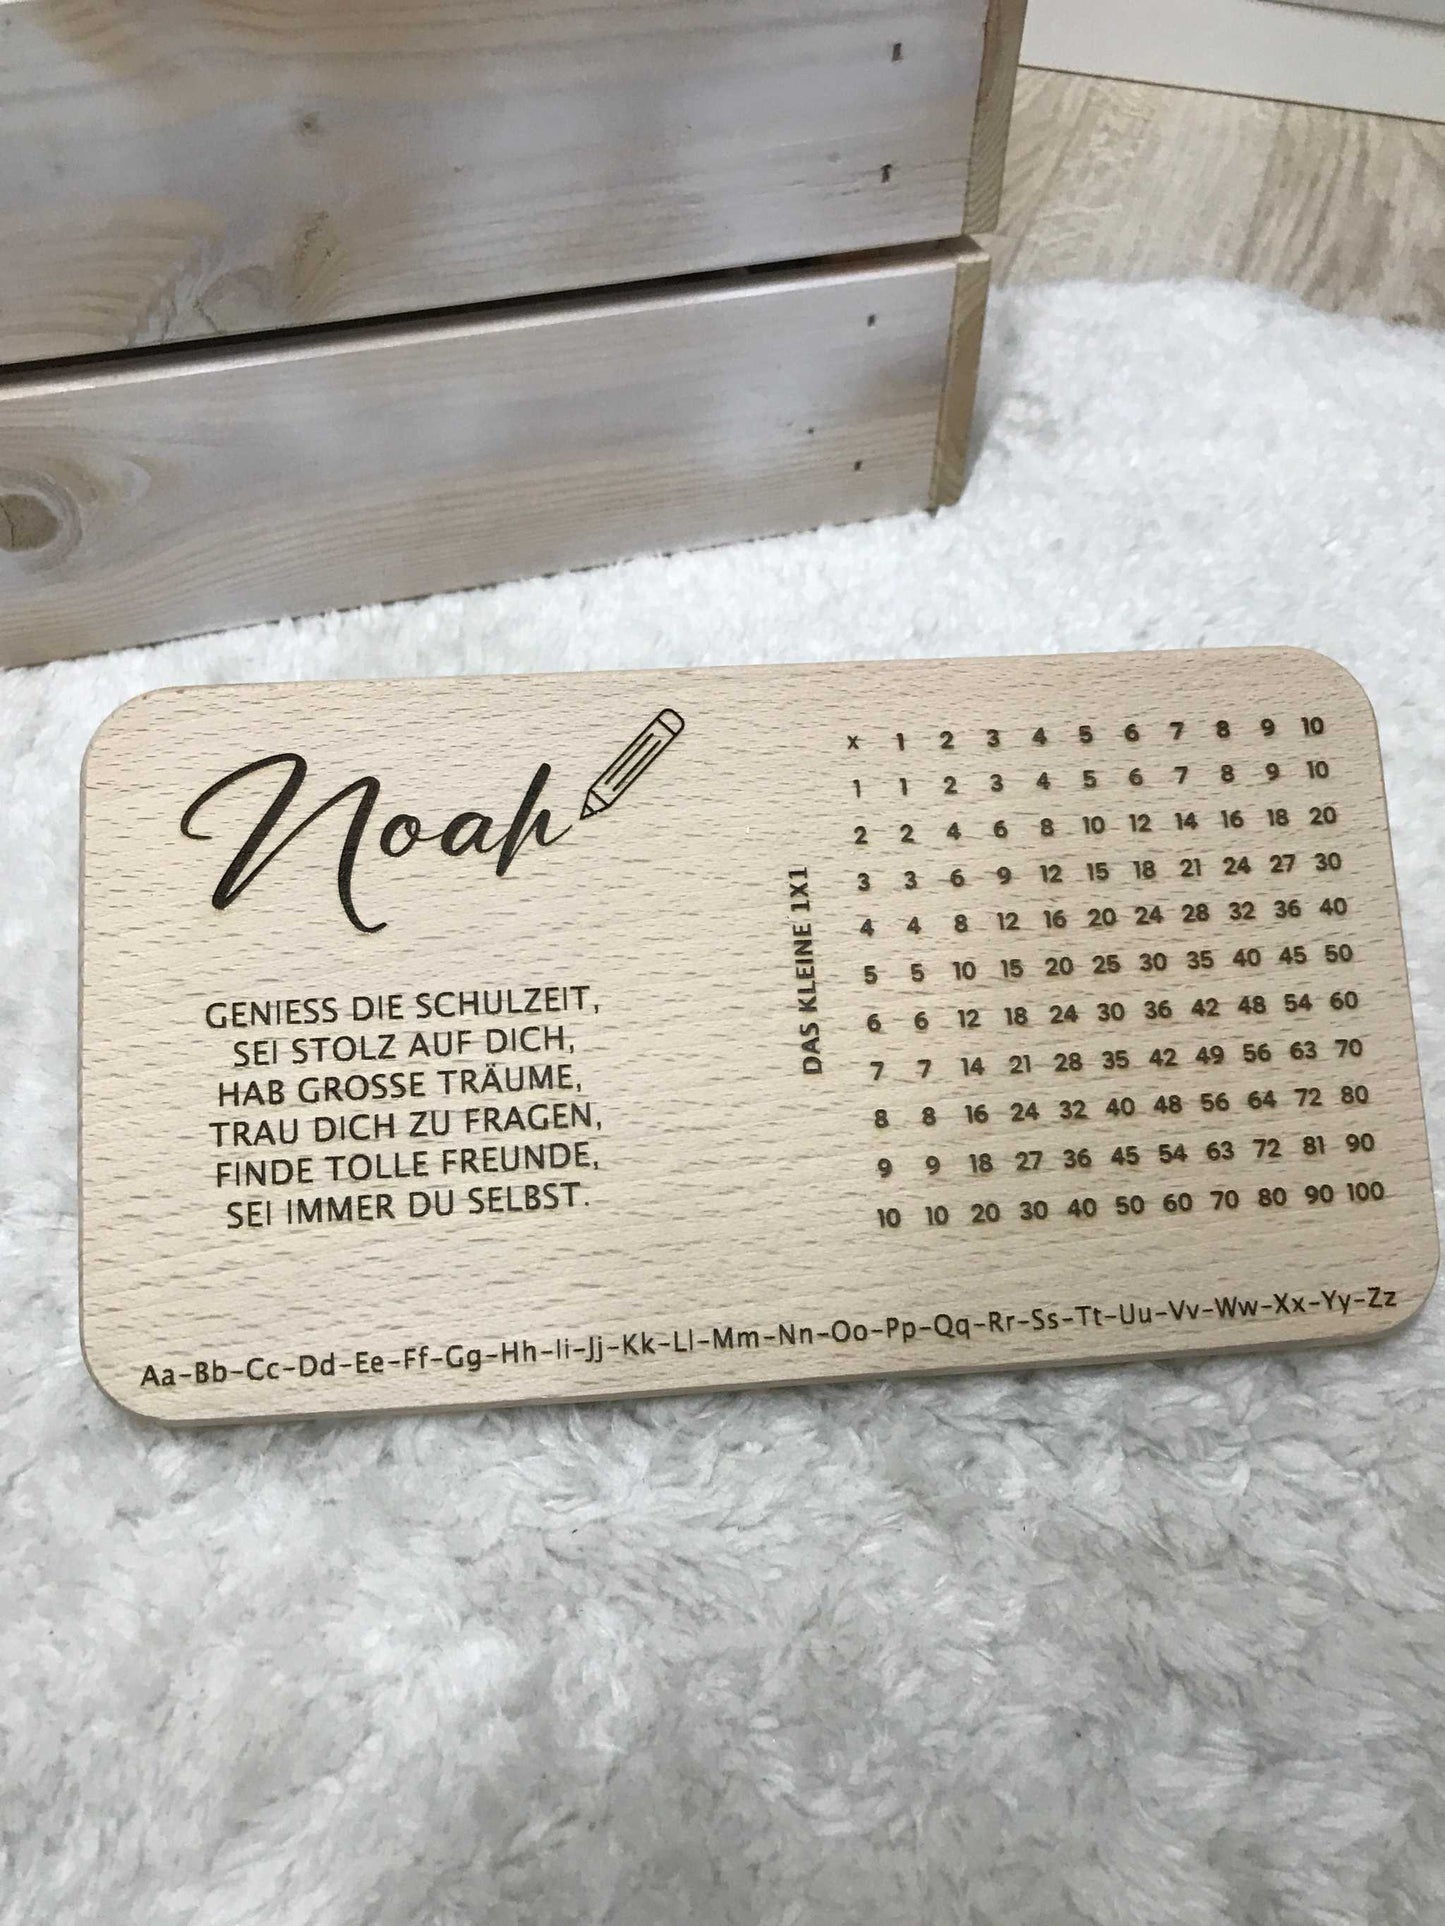 Noah
GENIESS DIE SCHULZEIT,
SEI STOLZ AUF DICH,
HAB GROSSE TRÄUME,
TRAU DICH ZU FRAGEN,
FINDE TOLLE FREUNDE,
SEI IMMER DU SELBST.
DAS KLEINE 1X1
x 1 2 3 4 5 6 7 8 9 10
1 1 2 3 4 5 6 7 8 9 10
2 2 4 6 8 10 12 14 16 18 20
3 3 6 9 12 15 18 21 24 27 30
4 4 8 12 16 20 24 28 32 36 40
5 5 10 15 20 25 30 35 40 45 50
6 6 12 18 24 30 36 42 48 54 60
7 7 14 21 28 35 42 49 56 63 70
8 8 16 24 32 40 48 56 64 72 80
9 9 18 27 36 45 54 63 72 81 90
10 10 20 30 40 50 60 70 80 90 100
Aa-Bb-Cc-Dd-Ee-Ff-Gg-Hh-Ii-Jj-Kk-Ll-Mm-Nn-Oo-Pp-Qq-Rr-Ss-Tt-Uu-Vv-Ww-Xx-Yy-Zz